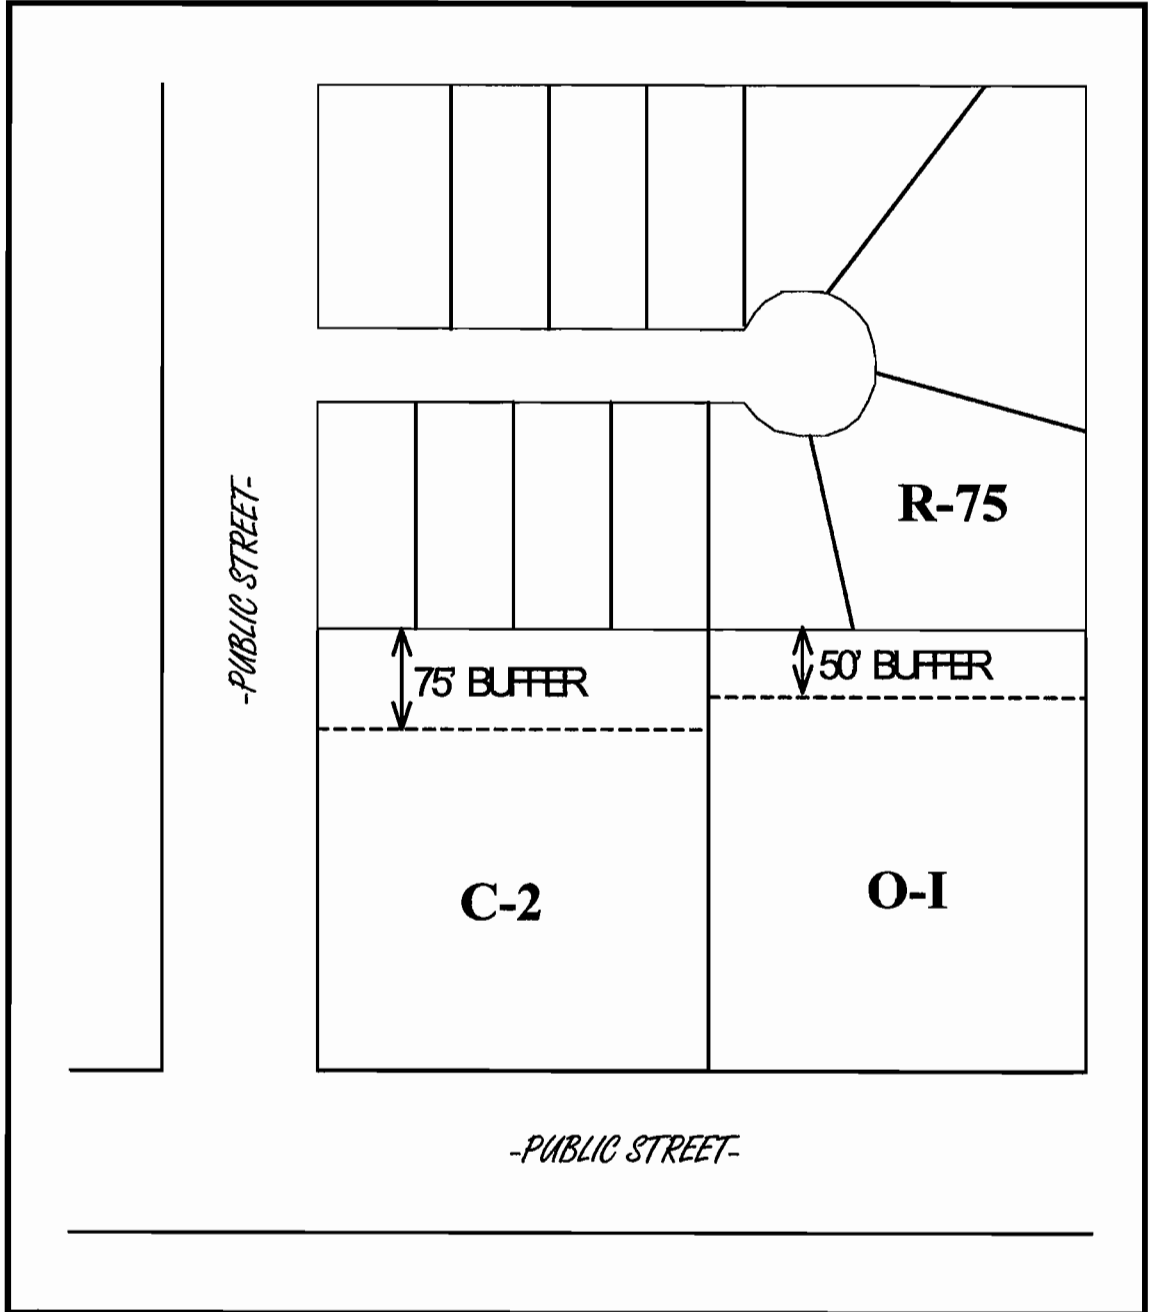 R-75
-PUBLIC STREET-
75' BUFFER
50' BUFFER
C-2
O-I
-PUBLIC STREET-